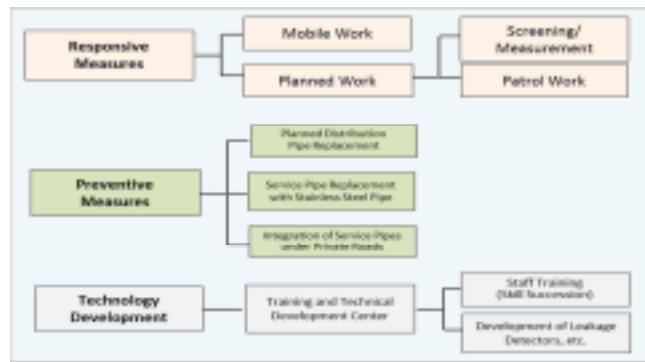 Responsive
Measures
Mobile Work
Planned Work
Screening/
Measurement
Patrol Work
Preventive
Measures
Planned Distribution
Pipe Replacement
Service Pipe Replacement
with Stainless Steel Pipe
Integration of Service Pipes
under Private Roads
Technology
Development
Training and Technical
Development Center
Staff Training
(Skill Succession)
Development of Leakage
Detectors, etc.